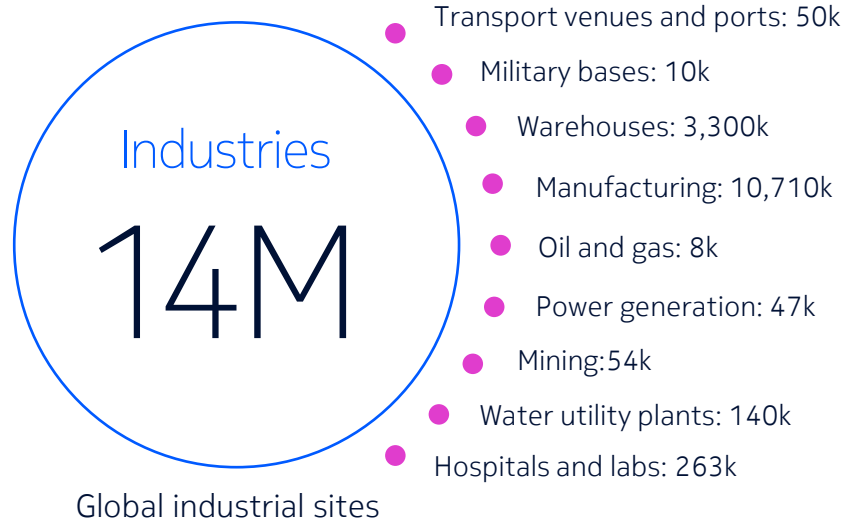 Transport venues and ports: 50k
Military bases: 10k
Warehouses: 3,300k
Industries
Manufacturing: 10,710k
14M
Oil and gas: 8k
Power generation: 47k
Mining:54k
Water utility plants: 140k
Hospitals and labs: 263k
Global industrial sites